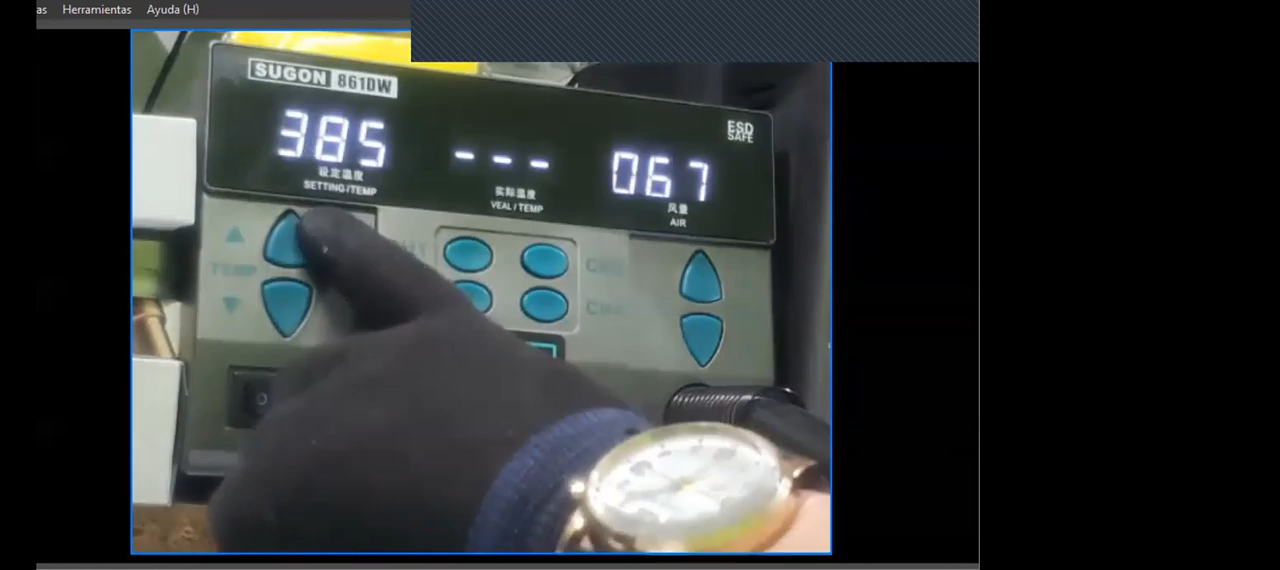 as Herramientas Ayuda (H)
SUGON 861DW
ESD
SAFE
385
- - -
067
设定温度
SETTING/TEMP
实际温度
VEAL/TEMP
风量
AIR
TEMP